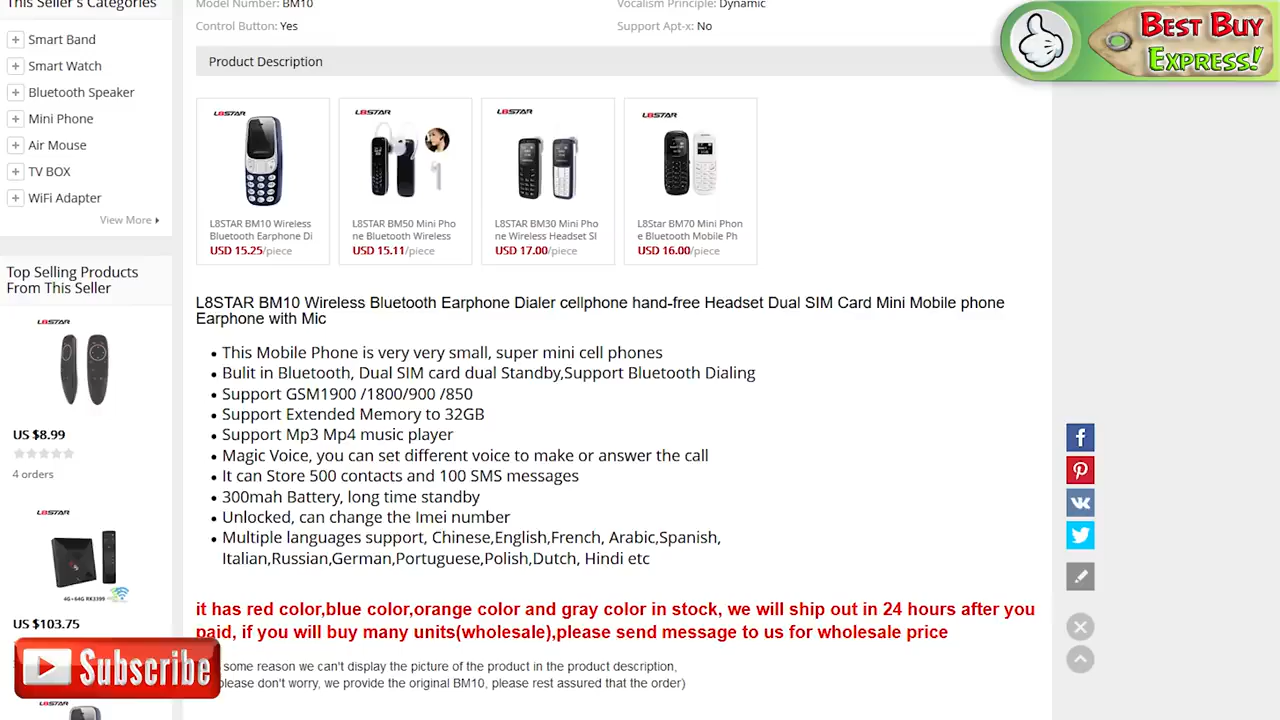 This Seller's Categories
Smart Band
Smart Watch
Bluetooth Speaker
Mini Phone
Air Mouse
TV BOX
WiFi Adapter
View More
Top Selling Products
From This Seller
L8STAR
US $8.99
4 orders
L8STAR
4G+64G RK3399
US $103.75
L8STAR
Subscribe
Model Number: BM10
Vocalism Principle: Dynamic
Control Button: Yes
Support Apt-x: No
Product Description
L8STAR
L8STAR BM10 Wireless
Bluetooth Earphone Di
USD 15.25/piece
L8STAR
L8STAR BM50 Mini Pho
ne Bluetooth Wireless
USD 15.11/piece
L8STAR
L8STAR BM30 Mini Pho
ne Wireless Headset Sl
USD 17.00/piece
L8STAR
L8Star BM70 Mini Phon
e Bluetooth Mobile Ph
USD 16.00/piece
L8STAR BM10 Wireless Bluetooth Earphone Dialer cellphone hand-free Headset Dual SIM Card Mini Mobile phone
Earphone with Mic
This Mobile Phone is very very small, super mini cell phones
Bulit in Bluetooth, Dual SIM card dual Standby,Support Bluetooth Dialing
Support GSM1900 /1800/900 /850
Support Extended Memory to 32GB
Support Mp3 Mp4 music player
Magic Voice, you can set different voice to make or answer the call
It can Store 500 contacts and 100 SMS messages
300mah Battery, long time standby
Unlocked, can change the Imei number
Multiple languages support, Chinese,English,French, Arabic,Spanish,
Italian,Russian,German,Portuguese,Polish,Dutch, Hindi etc
it has red color,blue color,orange color and gray color in stock, we will ship out in 24 hours after you
paid, if you will buy many units(wholesale),please send message to us for wholesale price
some reason we can't display the picture of the product in the product description,
please don't worry, we provide the original BM10, please rest assured that the order)
Best Buy
Express!